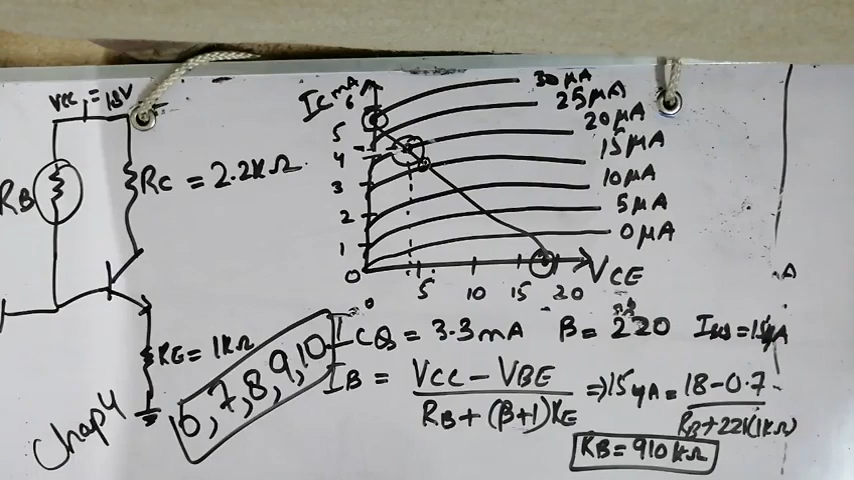 VCC = 18V
RB
RC = 2.2KΩ
RE = 1KΩ
Chap 4
6,7,8,9,10
IC mA
6
5
4
3
2
1
0
5 10 15 20 VCE
30 μA
25 μA
20 μA
15 μA
10 μA
5 μA
0 μA
ICQ = 3.3 mA β = 220
IB = VCC - VBE / RB + (β+1) RE ⇒ 15 μA = 18 - 0.7 / RB + 221(1KΩ)
RB = 910 KΩ